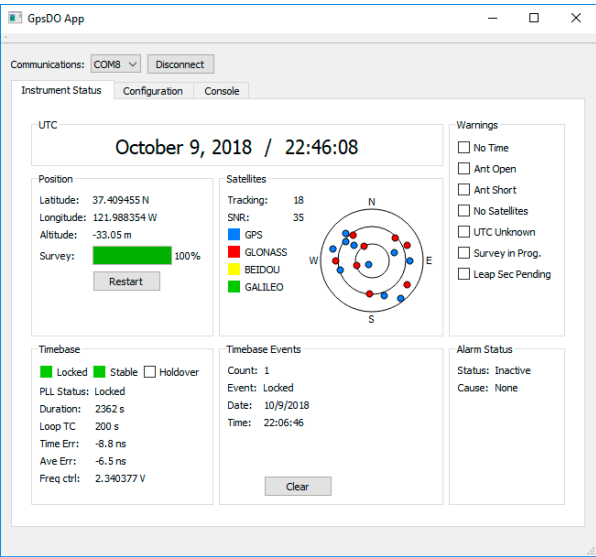 GpsDO App
Communications: COM8 Disconnect
Instrument Status Configuration Console
UTC
October 9, 2018 / 22:46:08
Position
Latitude: 37.409455 N
Longitude: 121.988354 W
Altitude: -33.05 m
Survey: 100%
Restart
Satellites
Tracking: 18
SNR: 35
GPS
GLONASS
BEIDOU
GALILEO
N
W E
S
Warnings
No Time
Ant Open
Ant Short
No Satellites
UTC Unknown
Survey in Prog.
Leap Sec Pending
Timebase
Locked Stable Holdover
PLL Status: Locked
Duration: 2362 s
Loop TC 200 s
Time Err: -8.8 ns
Ave Err: -6.5 ns
Freq ctrl: 2.340377 V
Timebase Events
Count: 1
Event: Locked
Date: 10/9/2018
Time: 22:06:46
Clear
Alarm Status
Status: Inactive
Cause: None